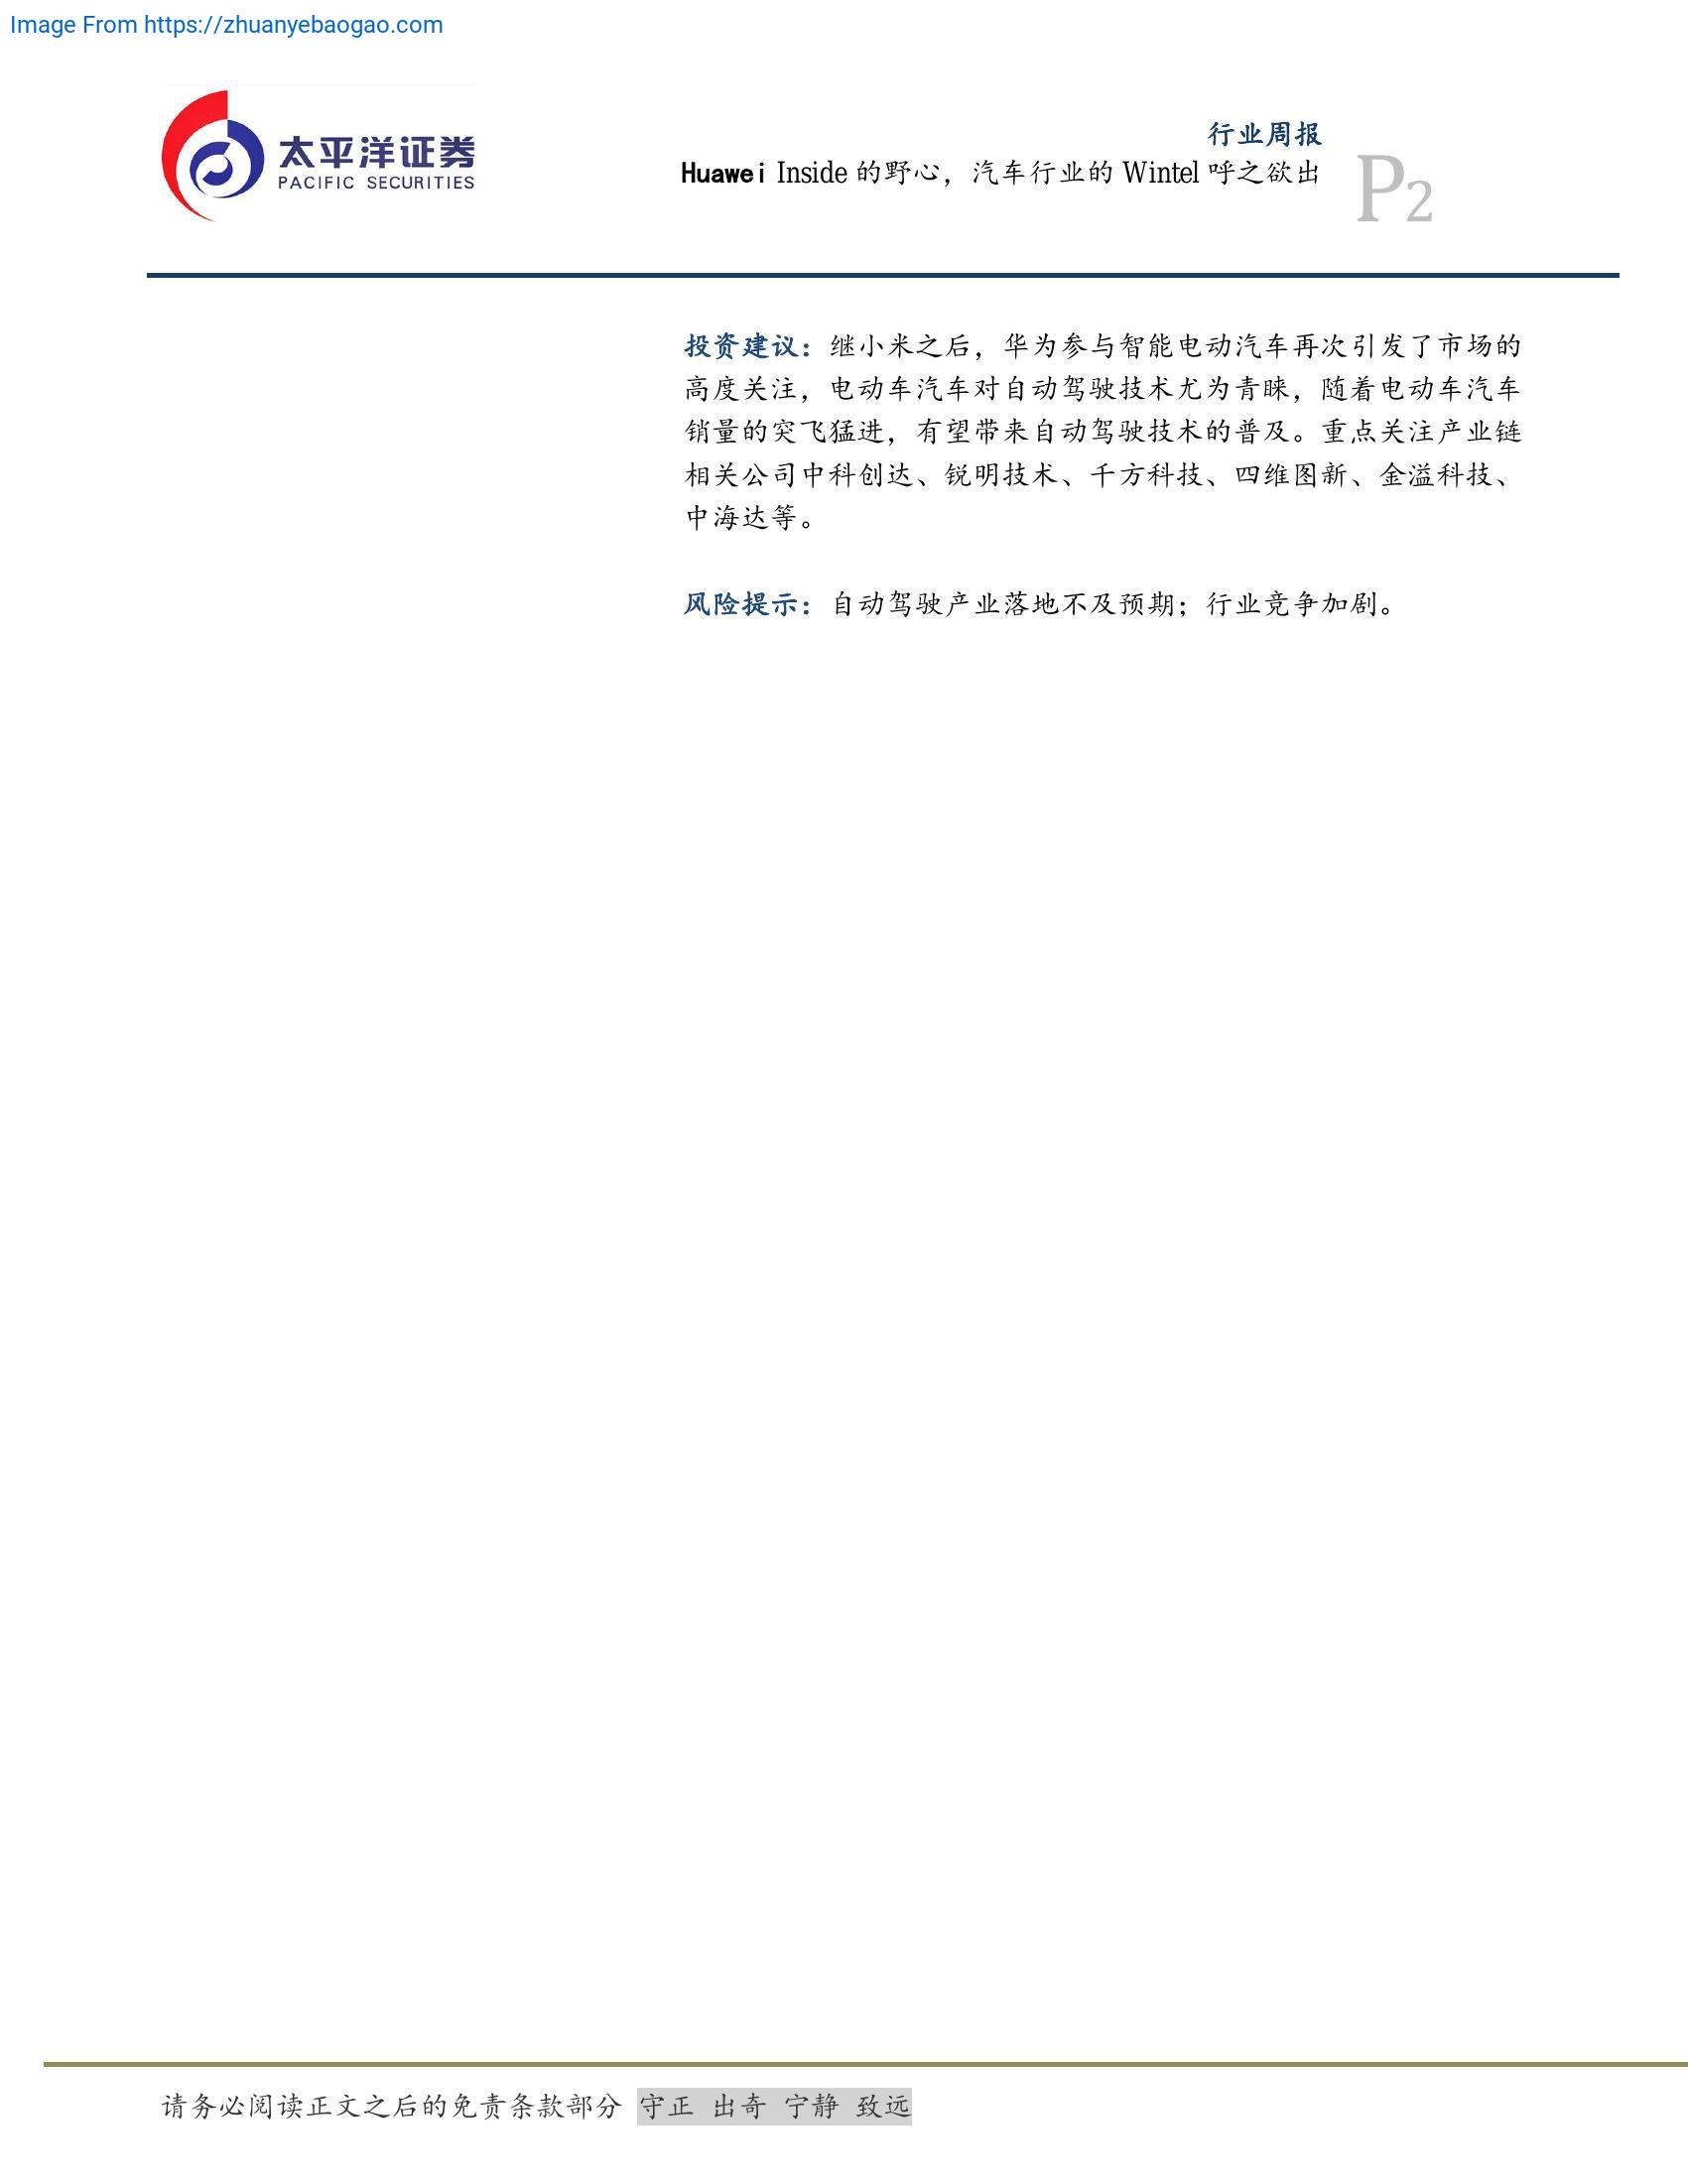 Image From https://zhuanyebaogao.com
太平洋证券
PACIFIC SECURITIES
行业周报
Huawei Inside 的野心，汽车行业的 Wintel 呼之欲出
P2
投资建议：继小米之后，华为参与智能电动汽车再次引发了市场的
高度关注，电动车汽车对自动驾驶技术尤为青睐，随着电动车汽车
销量的突飞猛进，有望带来自动驾驶技术的普及。重点关注产业链
相关公司中科创达、锐明技术、千方科技、四维图新、金溢科技、
中海达等。
风险提示：自动驾驶产业落地不及预期；行业竞争加剧。
请务必阅读正文之后的免责条款部分 守正 出奇 宁静 致远